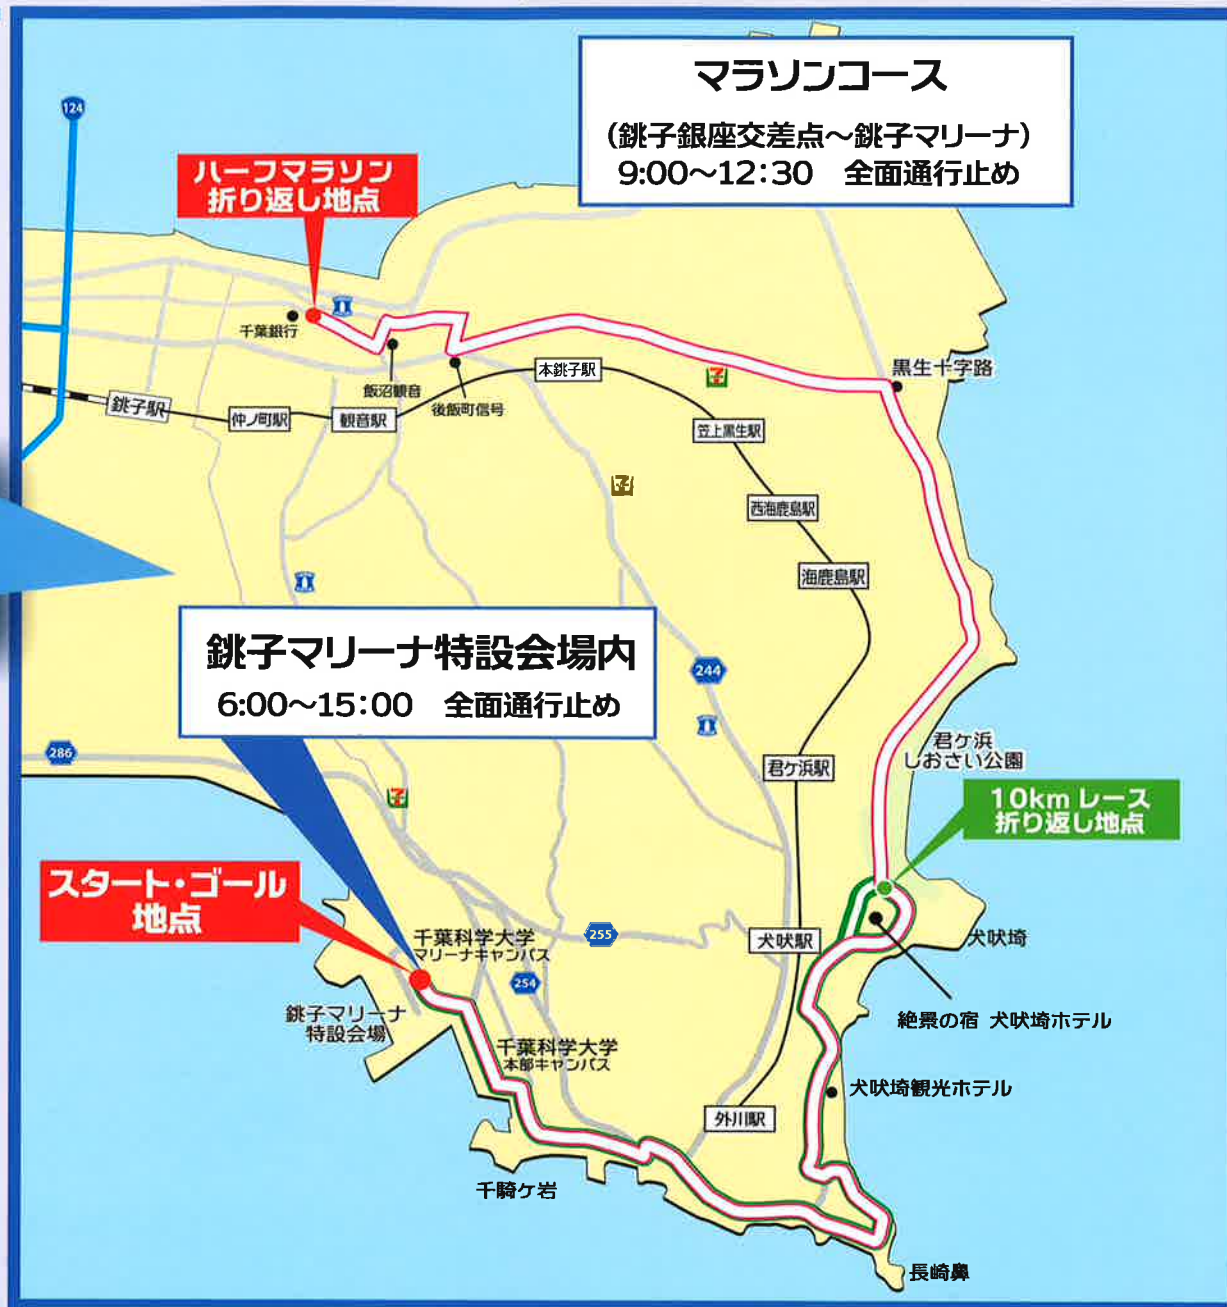 マラソンコース
（銚子銀座交差点～銚子マリーナ）
9:00～12:30　全面通行止め
124
ハーフマラソン
折り返し地点
千葉銀行
飯沼観音
後飯町信号
本銚子駅
黒生十字路
銚子駅
仲ノ町駅
観音駅
笠上黒生駅
西海鹿島駅
海鹿島駅
銚子マリーナ特設会場内
6:00～15:00　全面通行止め
244
286
君ケ浜
しおさい公園
君ケ浜駅
10kmレース
折り返し地点
スタート・ゴール
地点
千葉科学大学
マリーナキャンパス
255
犬吠駅
犬吠埼
254
銚子マリーナ
特設会場
絶景の宿 犬吠埼ホテル
千葉科学大学
本部キャンパス
犬吠埼観光ホテル
外川駅
千騎ケ岩
長崎鼻